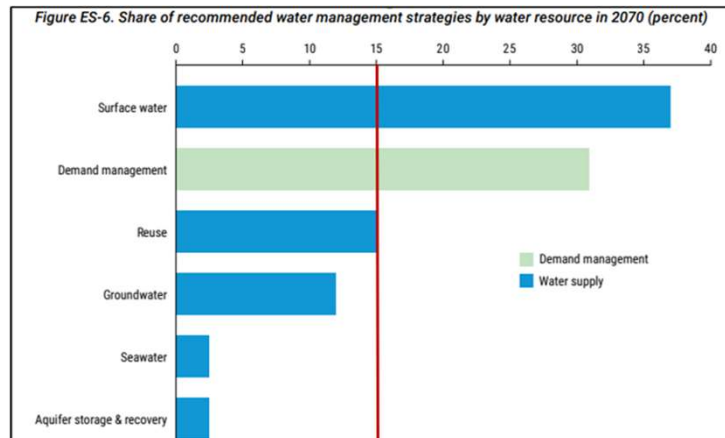 Figure ES-6. Share of recommended water management strategies by water resource in 2070 (percent)
0 5 10 15 20 25 30 35 40
Surface water
Demand management
Reuse
Groundwater
Seawater
Aquifer storage & recovery
Demand management
Water supply